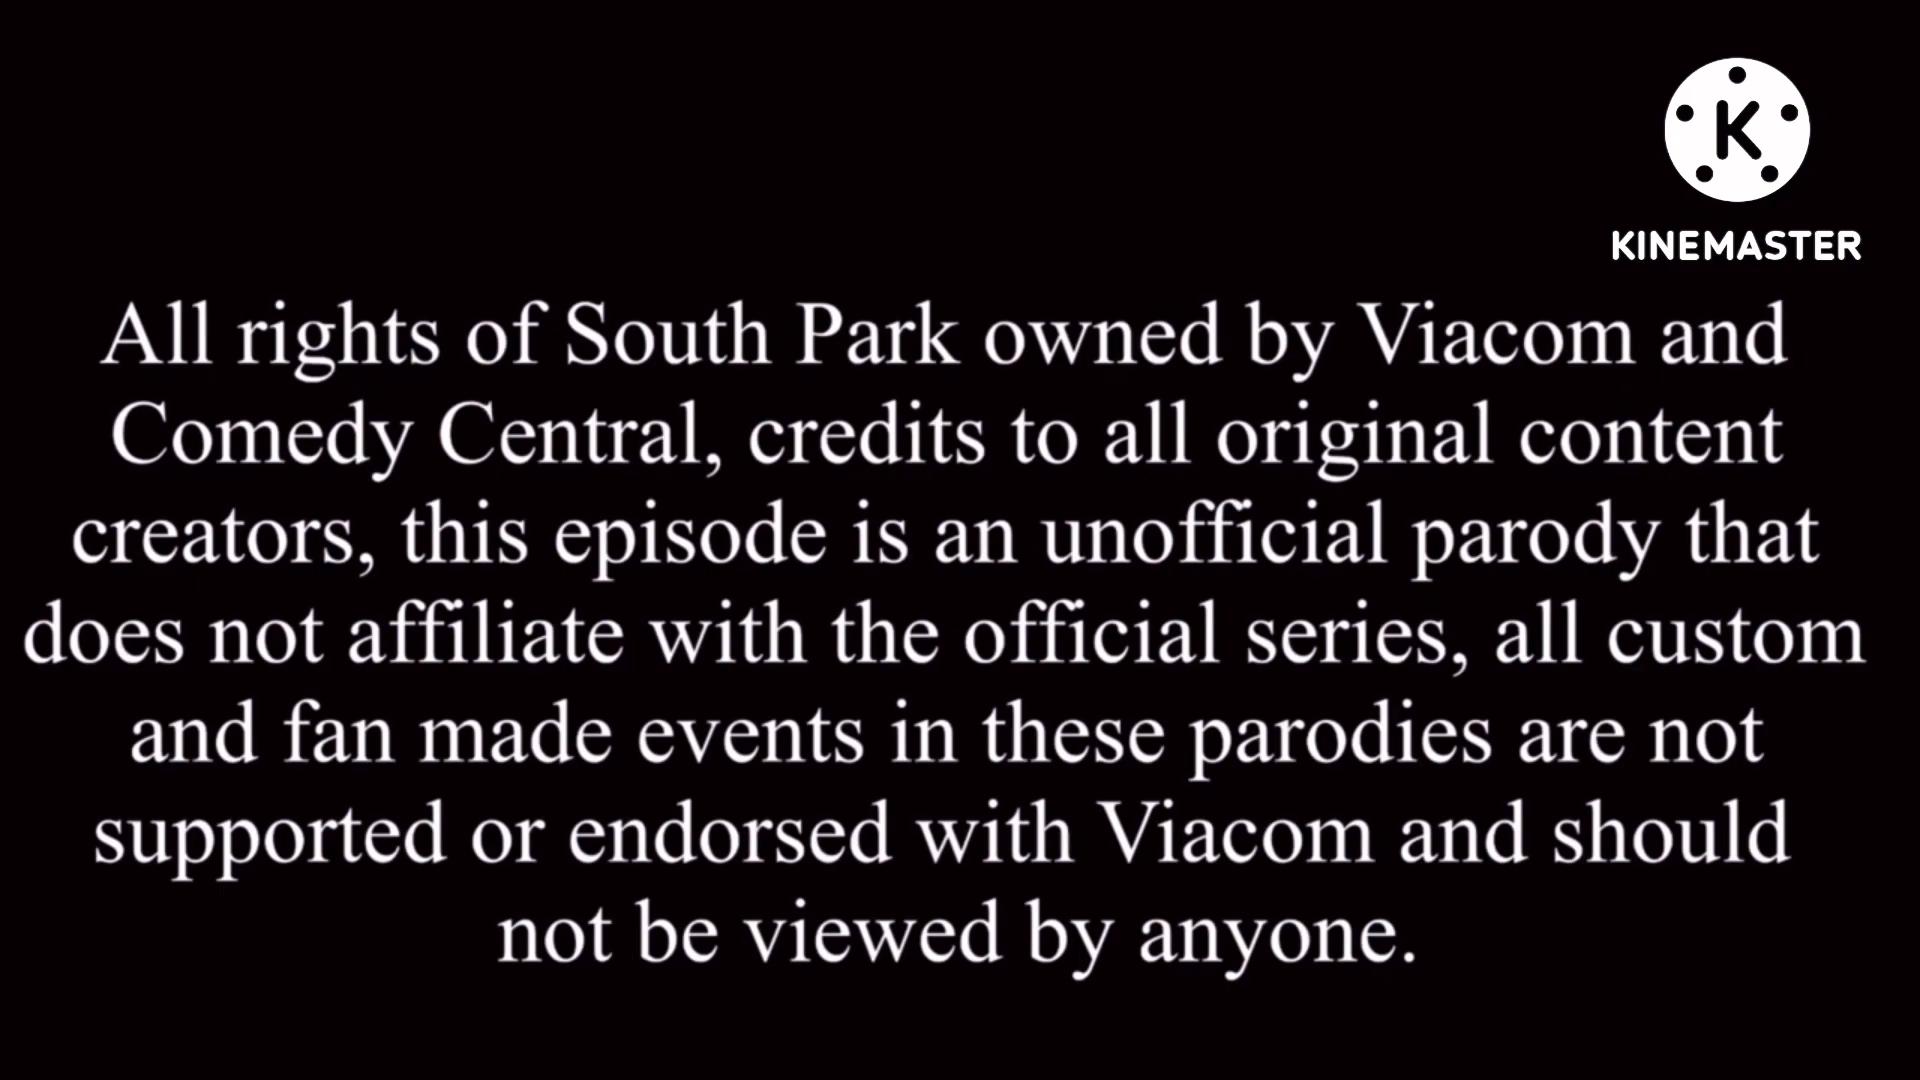 K
KINEMASTER
All rights of South Park owned by Viacom and
Comedy Central, credits to all original content
creators, this episode is an unofficial parody that
does not affiliate with the official series, all custom
and fan made events in these parodies are not
supported or endorsed with Viacom and should
not be viewed by anyone.